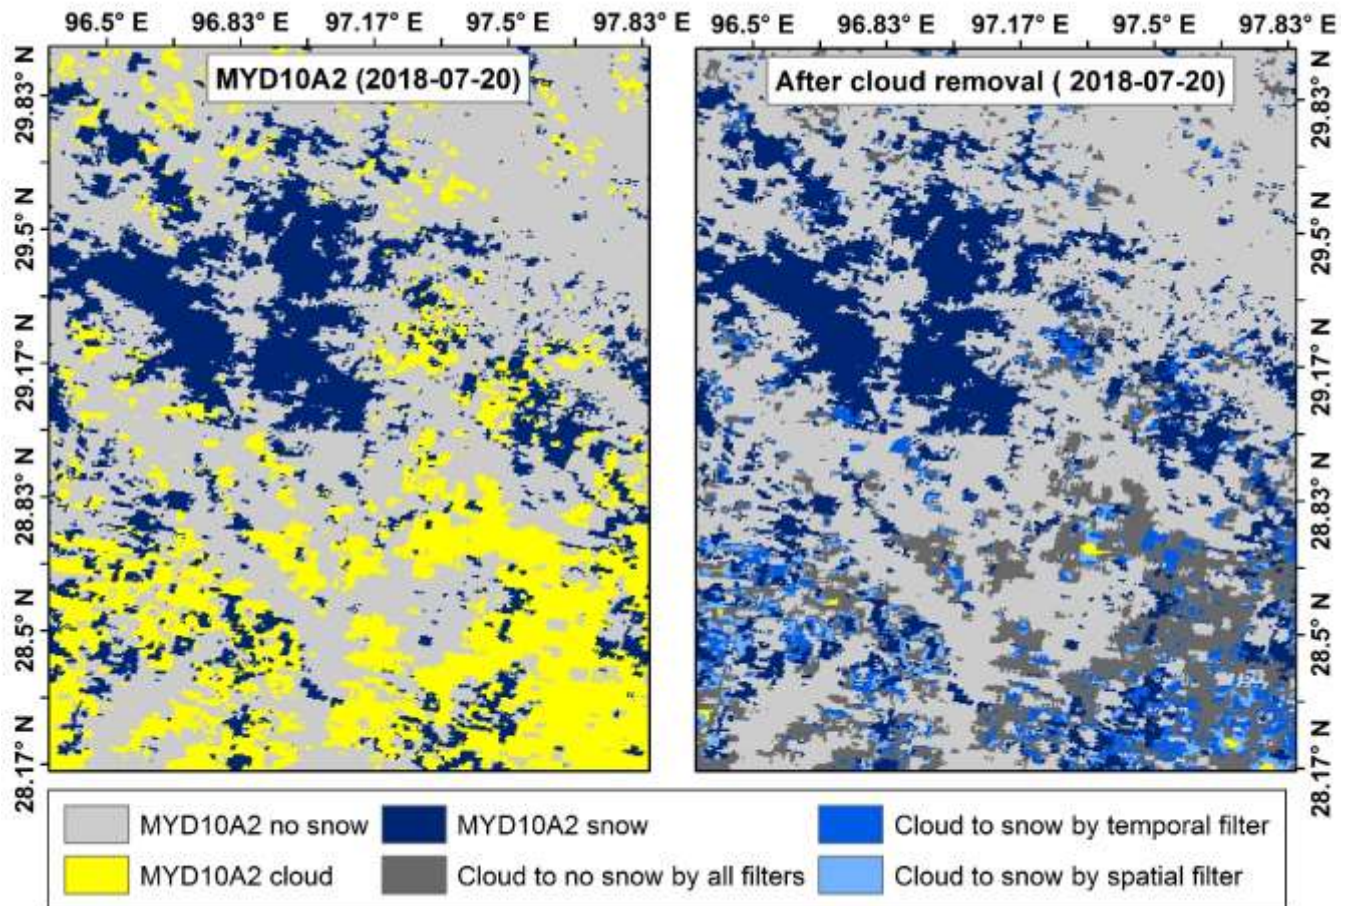 96.5° E 96.83° E 97.17° E 97.5° E 97.83° E 96.5° E 96.83° E 97.17° E 97.5° E 97.83° E
MYD10A2 (2018-07-20)
After cloud removal ( 2018-07-20)
29.83° N
29.5° N
29.17° N
28.83° N
28.5° N
28.17° N
29.83° N
29.5° N
29.17° N
28.83° N
28.5° N
28.17° N
MYD10A2 no snow
MYD10A2 snow
Cloud to snow by temporal filter
MYD10A2 cloud
Cloud to no snow by all filters
Cloud to snow by spatial filter